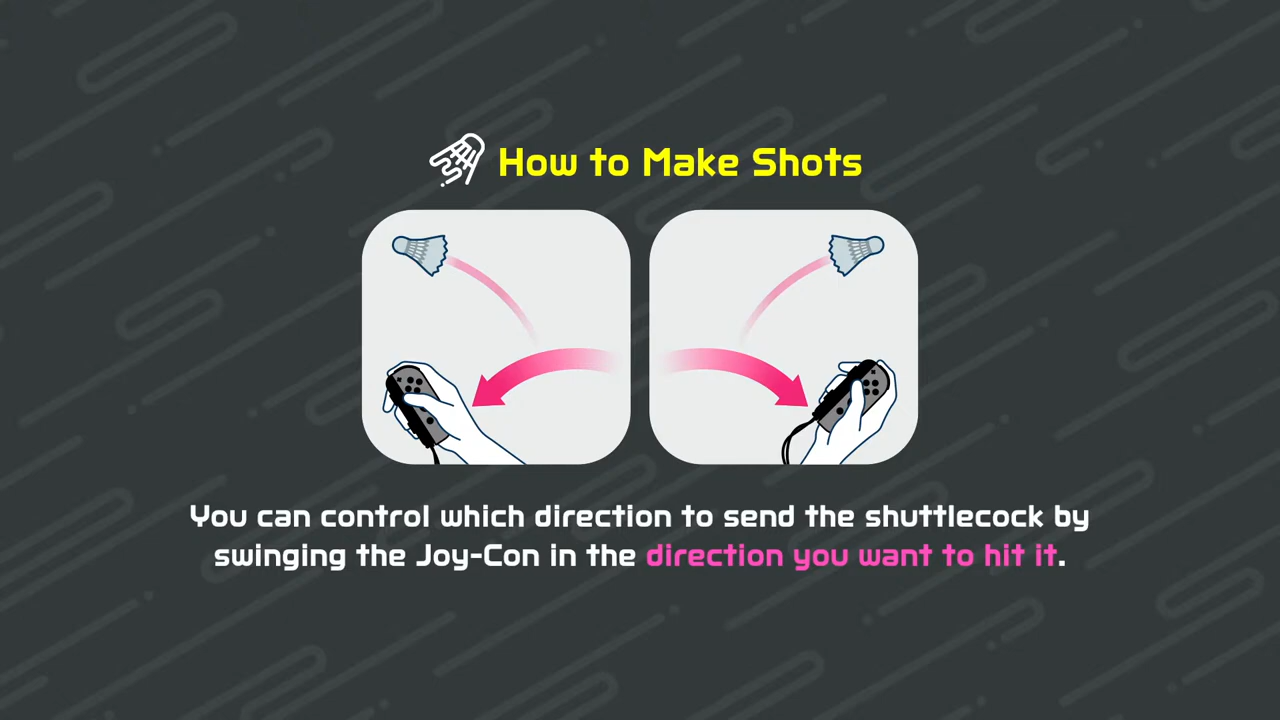 How to Make Shots
You can control which direction to send the shuttlecock by
swinging the Joy-Con in the direction you want to hit it.